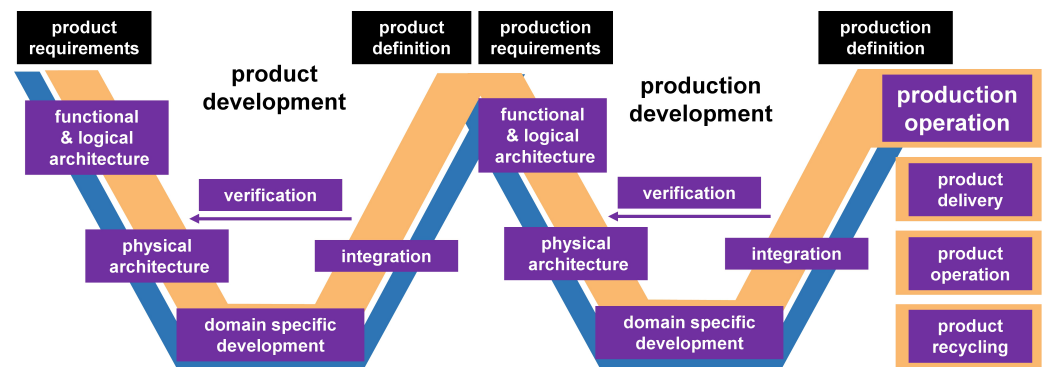 product
requirements
product
definition
production
requirements
production
definition
product
development
production
development
functional
& logical
architecture
verification
physical
architecture
integration
domain specific
development
functional
& logical
architecture
verification
physical
architecture
integration
domain specific
development
production
operation
product
delivery
product
operation
product
recycling